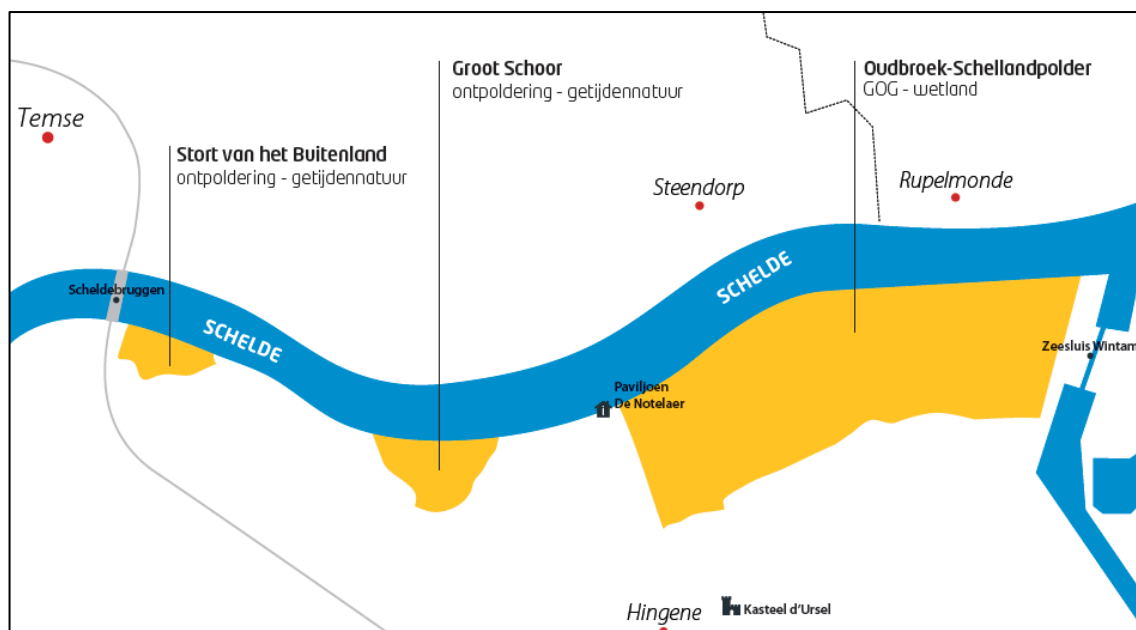 Groot Schoor
ontpoldering - getijdennatuur
Oudbroek-Schellandpolder
GOG - wetland
Temse
Stort van het Buitenland
ontpoldering - getijdennatuur
Steendorp
Rupelmonde
Scheldebruggen
SCHELDE
SCHELDE
Zeesluis Wintam
Paviljoen
De Notelaer
Hingene
Kasteel d'Ursel